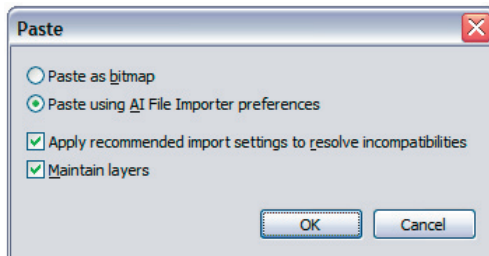 Paste
Paste as bitmap
Paste using AI File Importer preferences
Apply recommended import settings to resolve incompatibilities
Maintain layers
OK Cancel